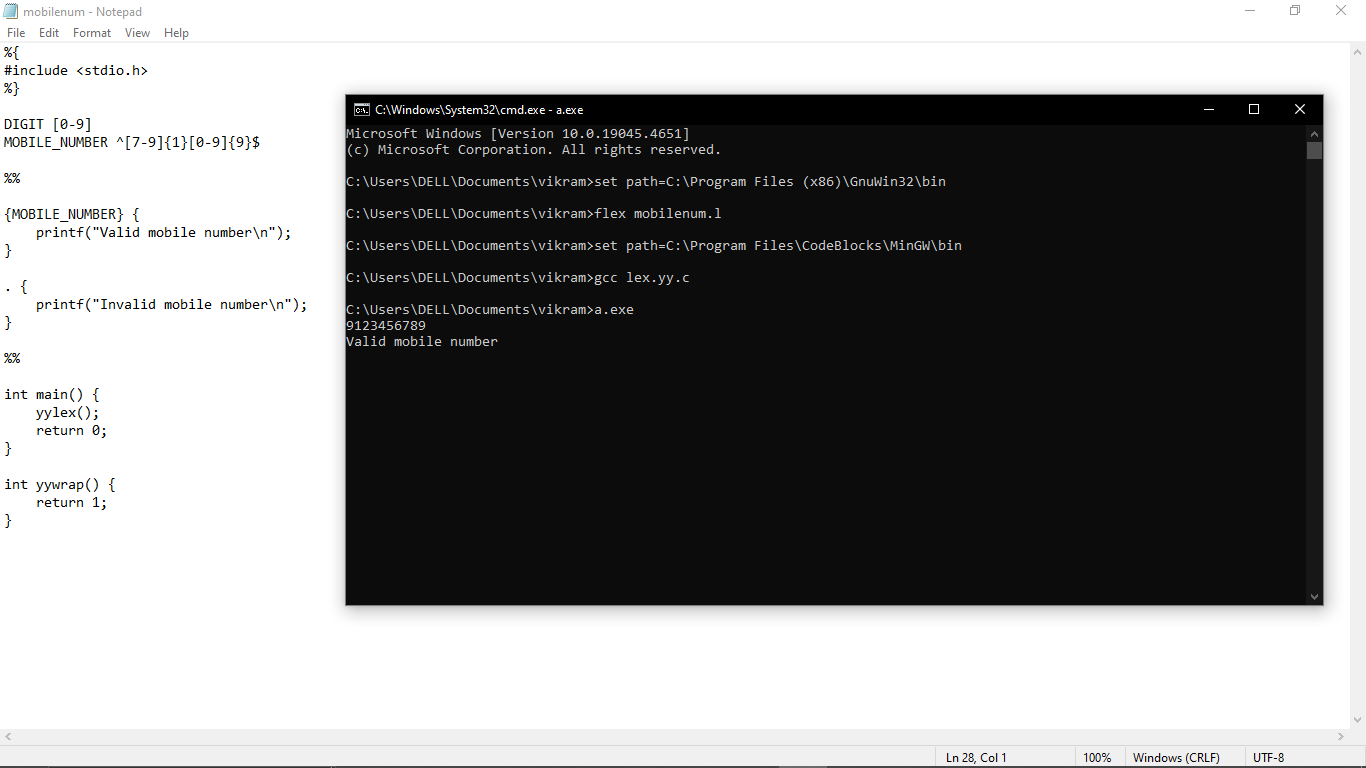 mobilenum - Notepad
File Edit Format View Help
%{
#include <stdio.h>
%}
DIGIT [0-9]
MOBILE_NUMBER ^[7-9]{1}[0-9]{9}$
%%
{MOBILE_NUMBER} {
    printf("Valid mobile number\n");
}
. {
    printf("Invalid mobile number\n");
}
%%
int main() {
    yylex();
    return 0;
}
int yywrap() {
    return 1;
}
C:\Windows\System32\cmd.exe - a.exe
Microsoft Windows [Version 10.0.19045.4651]
(c) Microsoft Corporation. All rights reserved.
C:\Users\DELL\Documents\vikram>set path=C:\Program Files (x86)\GnuWin32\bin
C:\Users\DELL\Documents\vikram>flex mobilenum.l
C:\Users\DELL\Documents\vikram>set path=C:\Program Files\CodeBlocks\MinGW\bin
C:\Users\DELL\Documents\vikram>gcc lex.yy.c
C:\Users\DELL\Documents\vikram>a.exe
9123456789
Valid mobile number
Ln 28, Col 1 100% Windows (CRLF) UTF-8